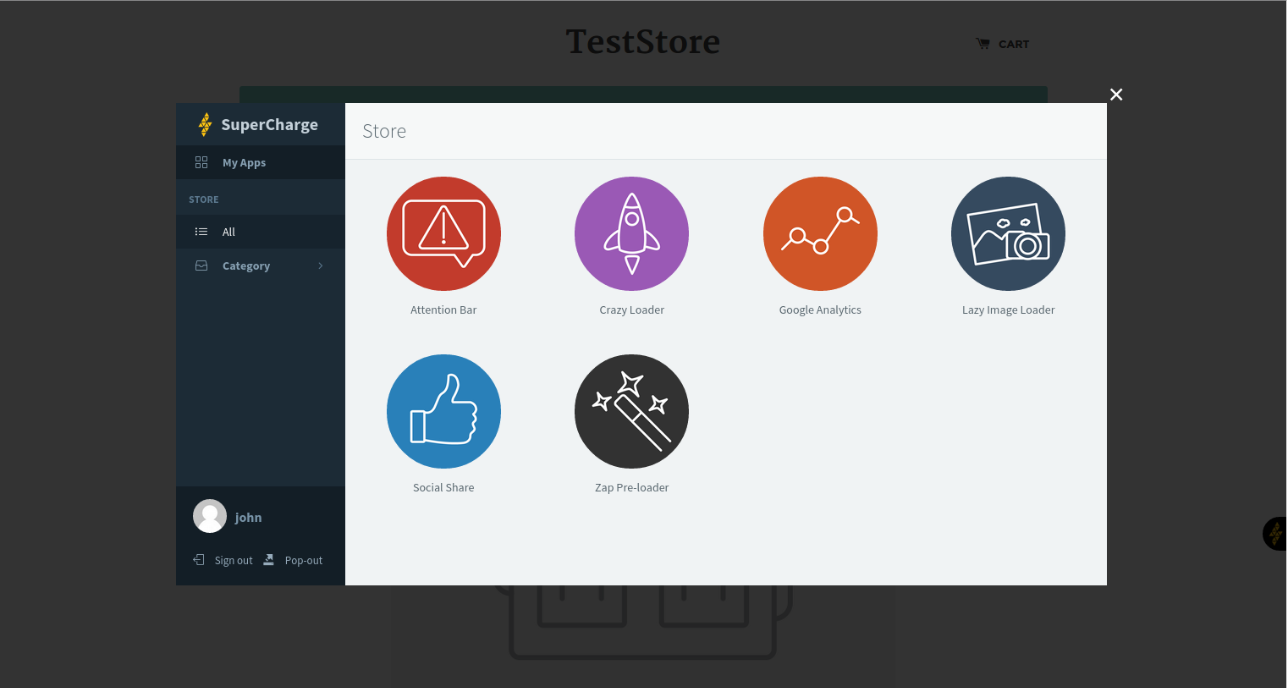 TestStore
CART
SuperCharge
Store
My Apps
STORE
All
Category
Attention Bar
Crazy Loader
Google Analytics
Lazy Image Loader
Social Share
Zap Pre-loader
john
Sign out
Pop-out